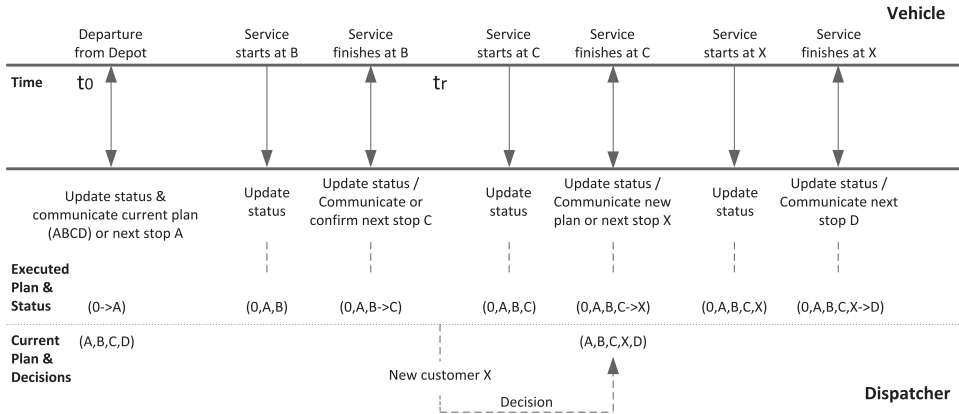 Vehicle
Departure
from Depot
Service
starts at B
Service
finishes at B
Service
starts at C
Service
finishes at C
Service
starts at X
Service
finishes at X
Time
t0
tr
Update status &
communicate current plan
(ABCD) or next stop A
Update
status
Update status /
Communicate or
confirm next stop C
Update
status
Update status /
Communicate new
plan or next stop X
Update
status
Update status /
Communicate next
stop D
Executed
Plan &
Status
(0->A)
(0,A,B)
(0,A,B->C)
(0,A,B,C)
(0,A,B,C->X)
(0,A,B,C,X)
(0,A,B,C,X->D)
Current
Plan &
Decisions
(A,B,C,D)
(A,B,C,X,D)
New customer X
Decision
Dispatcher